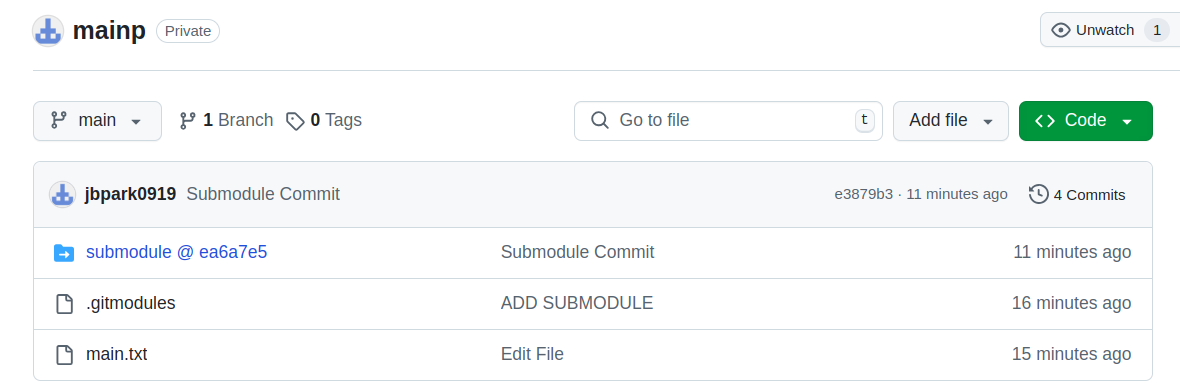 mainp Private Unwatch 1
main 1 Branch 0 Tags Go to file t Add file Code
jbpark0919 Submodule Commit e3879b3 · 11 minutes ago 4 Commits
submodule @ ea6a7e5 Submodule Commit 11 minutes ago
.gitmodules ADD SUBMODULE 16 minutes ago
main.txt Edit File 15 minutes ago